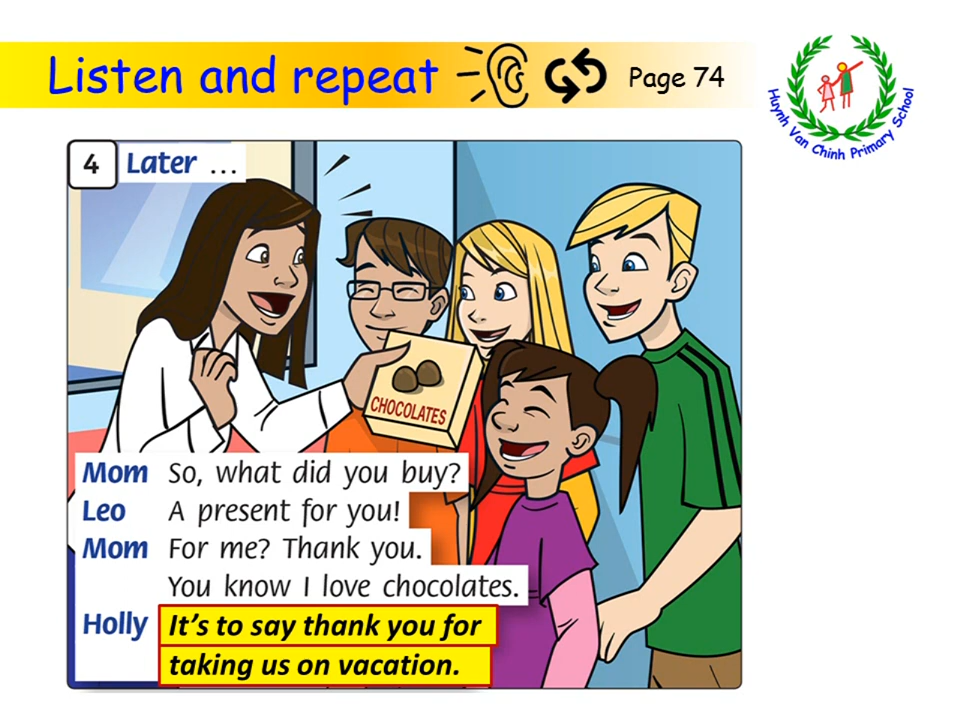 Listen and repeat
Page 74
Huynh Van Chinh Primary School
4 Later ...
CHOCOLATES
Mom So, what did you buy?
Leo A present for you!
Mom For me? Thank you.
You know I love chocolates.
Holly It's to say thank you for
taking us on vacation.